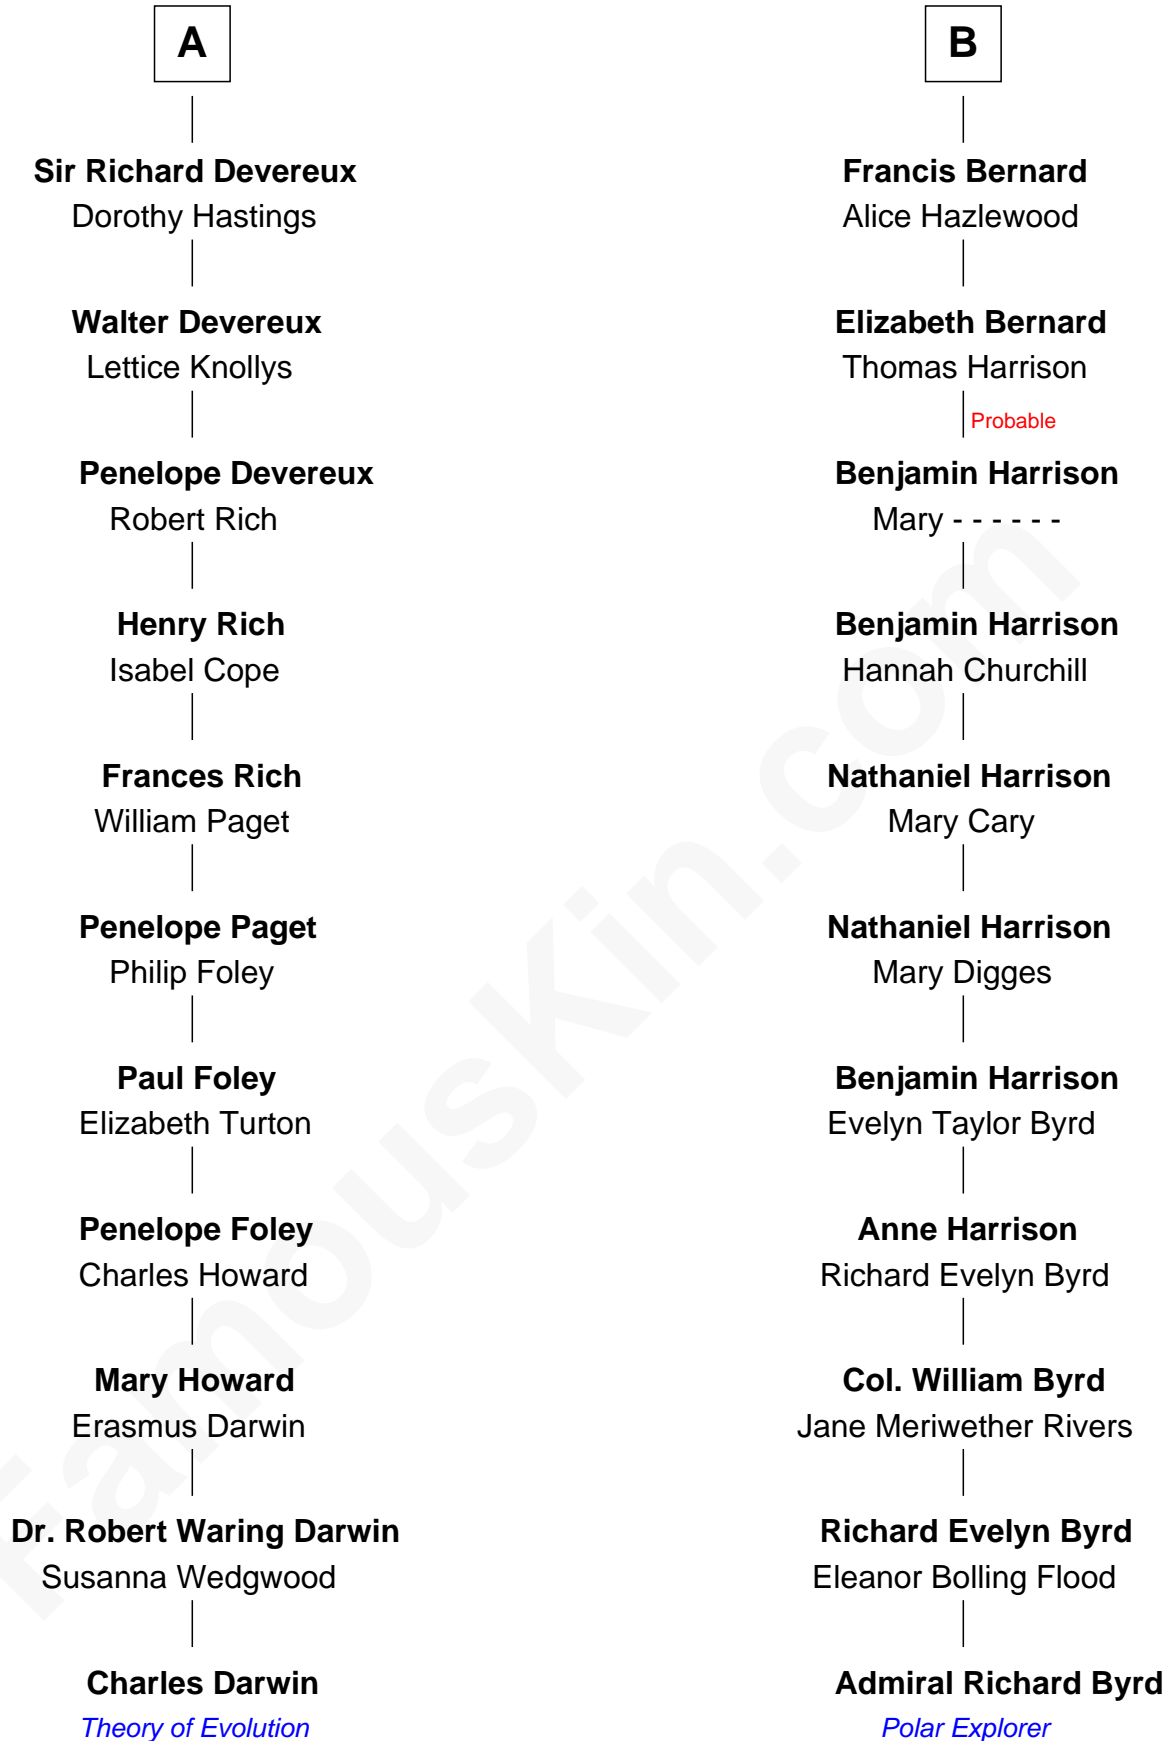 A
Sir Richard Devereux
Dorothy Hastings
Walter Devereux
Lettice Knollys
Penelope Devereux
Robert Rich
Henry Rich
Isabel Cope
Frances Rich
William Paget
Penelope Paget
Philip Foley
Paul Foley
Elizabeth Turton
Penelope Foley
Charles Howard
Mary Howard
Erasmus Darwin
Dr. Robert Waring Darwin
Susanna Wedgwood
Charles Darwin
Theory of Evolution
B
Francis Bernard
Alice Hazlewood
Elizabeth Bernard
Thomas Harrison
Probable
Benjamin Harrison
Mary - - - - - -
Benjamin Harrison
Hannah Churchill
Nathaniel Harrison
Mary Cary
Nathaniel Harrison
Mary Digges
Benjamin Harrison
Evelyn Taylor Byrd
Anne Harrison
Richard Evelyn Byrd
Col. William Byrd
Jane Meriwether Rivers
Richard Evelyn Byrd
Eleanor Bolling Flood
Admiral Richard Byrd
Polar Explorer
FamousKin.com